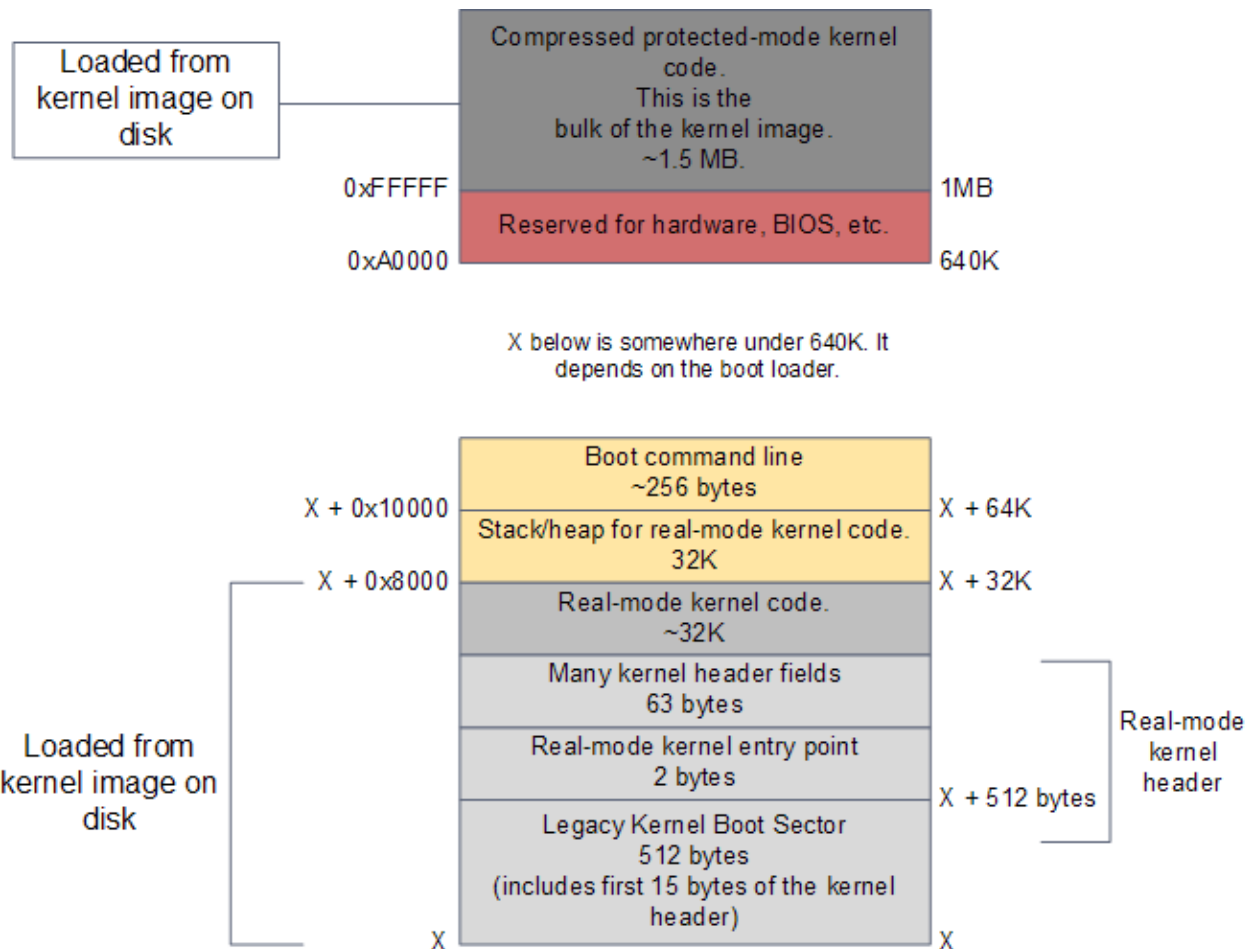 Compressed protected-mode kernel
code.
This is the
bulk of the kernel image.
~1.5 MB.
Loaded from
kernel image on
disk
0xFFFFF
1MB
Reserved for hardware, BIOS, etc.
0xA0000
640K
X below is somewhere under 640K. It
depends on the boot loader.
Boot command line
~256 bytes
X + 0x10000
X + 64K
Stack/heap for real-mode kernel code.
32K
X + 0x8000
X + 32K
Real-mode kernel code.
~32K
Many kernel header fields
63 bytes
Real-mode kernel entry point
2 bytes
X + 512 bytes
Real-mode
kernel
header
Loaded from
kernel image on
disk
Legacy Kernel Boot Sector
512 bytes
(includes first 15 bytes of the kernel
header)
X
X